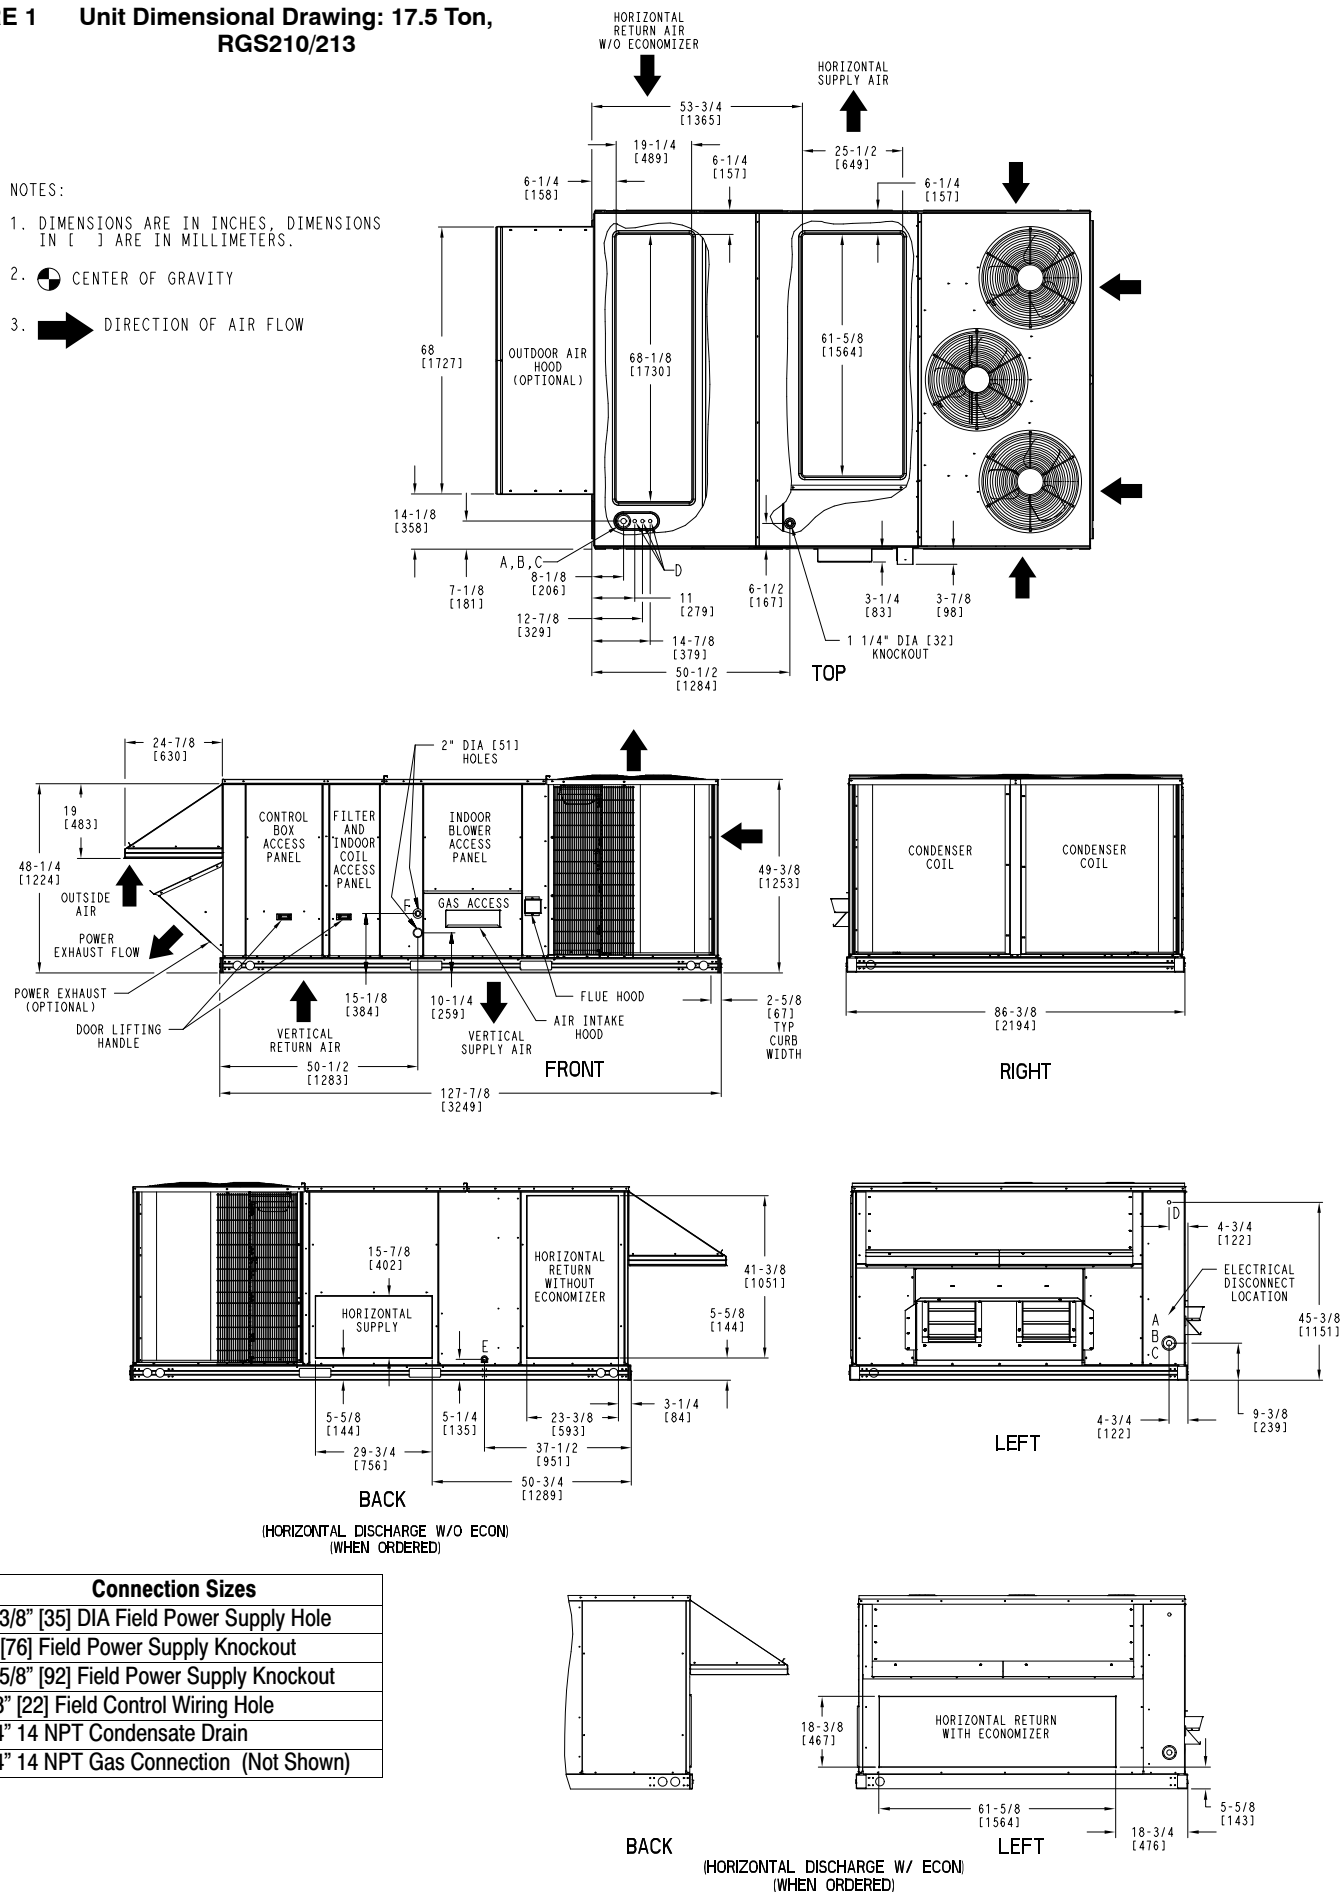 RE 1 Unit Dimensional Drawing: 17.5 Ton,
RGS210/213
HORIZONTAL
RETURN AIR
W/O ECONOMIZER
HORIZONTAL
SUPPLY AIR
53-3/4
[1365]
19-1/4
[489]
6-1/4
[157]
25-1/2
[649]
6-1/4
[158]
6-1/4
[157]
NOTES:
1. DIMENSIONS ARE IN INCHES, DIMENSIONS
IN [ ] ARE IN MILLIMETERS.
2. CENTER OF GRAVITY
3. DIRECTION OF AIR FLOW
68
[1727]
OUTDOOR AIR
HOOD
(OPTIONAL)
68-1/8
[1730]
61-5/8
[1564]
14-1/8
[358]
A,B,C
D
7-1/8
[181]
8-1/8
[206]
11
[279]
12-7/8
[329]
14-7/8
[379]
50-1/2
[1284]
6-1/2
[167]
3-1/4
[83]
3-7/8
[98]
1 1/4" DIA [32]
KNOCKOUT
TOP
24-7/8
[630]
2" DIA [51]
HOLES
19
[483]
48-1/4
[1224]
CONTROL
BOX
ACCESS
PANEL
FILTER
AND
INDOOR
COIL
ACCESS
PANEL
INDOOR
BLOWER
ACCESS
PANEL
GAS ACCESS
F
49-3/8
[1253]
OUTSIDE
AIR
POWER
EXHAUST FLOW
POWER EXHAUST
(OPTIONAL)
DOOR LIFTING
HANDLE
15-1/8
[384]
10-1/4
[259]
VERTICAL
RETURN AIR
VERTICAL
SUPPLY AIR
FLUE HOOD
AIR INTAKE
HOOD
2-5/8
[67]
TYP
CURB
WIDTH
50-1/2
[1283]
127-7/8
[3249]
FRONT
CONDENSER
COIL
CONDENSER
COIL
86-3/8
[2194]
RIGHT
15-7/8
[402]
HORIZONTAL
SUPPLY
HORIZONTAL
RETURN
WITHOUT
ECONOMIZER
E
41-3/8
[1051]
5-5/8
[144]
5-5/8
[144]
5-1/4
[135]
23-3/8
[593]
3-1/4
[84]
29-3/4
[756]
37-1/2
[951]
50-3/4
[1289]
BACK
(HORIZONTAL DISCHARGE W/O ECON)
(WHEN ORDERED)
D
4-3/4
[122]
ELECTRICAL
DISCONNECT
LOCATION
A
B
C
45-3/8
[1151]
4-3/4
[122]
9-3/8
[239]
LEFT
Connection Sizes
3/8” [35] DIA Field Power Supply Hole
[76] Field Power Supply Knockout
5/8” [92] Field Power Supply Knockout
8” [22] Field Control Wiring Hole
4” 14 NPT Condensate Drain
4” 14 NPT Gas Connection (Not Shown)
18-3/8
[467]
HORIZONTAL RETURN
WITH ECONOMIZER
61-5/8
[1564]
18-3/4
[476]
5-5/8
[143]
BACK
LEFT
(HORIZONTAL DISCHARGE W/ ECON)
(WHEN ORDERED)